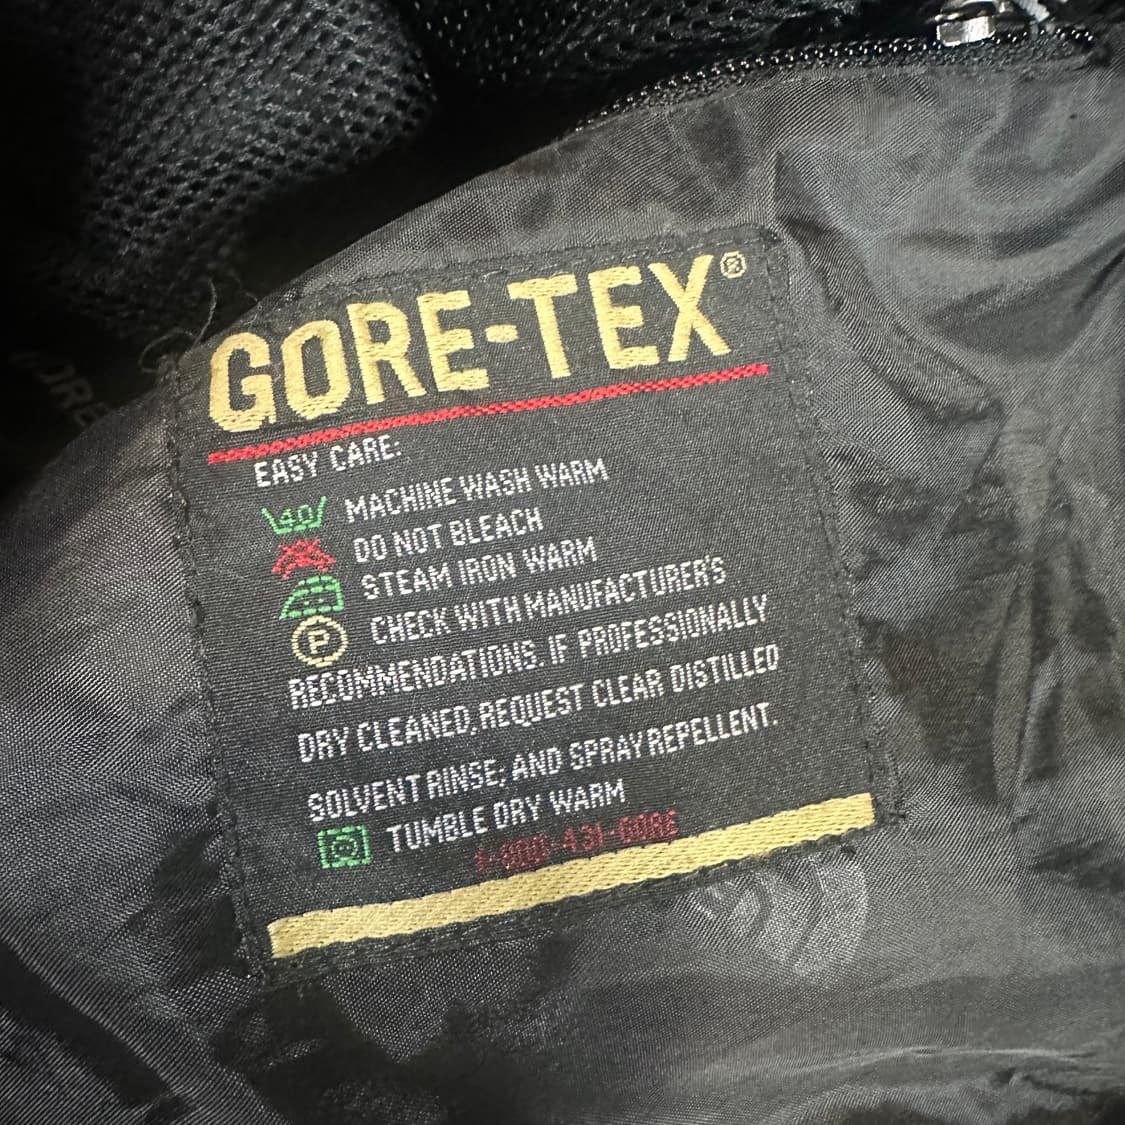 GORE-TEX®
EASY CARE:
40 MACHINE WASH WARM
DO NOT BLEACH
STEAM IRON WARM
P CHECK WITH MANUFACTURER'S
RECOMMENDATIONS. IF PROFESSIONALLY
DRY CLEANED, REQUEST CLEAR DISTILLED
SOLVENT RINSE; AND SPRAY REPELLENT.
TUMBLE DRY WARM
1-800-431-GORE